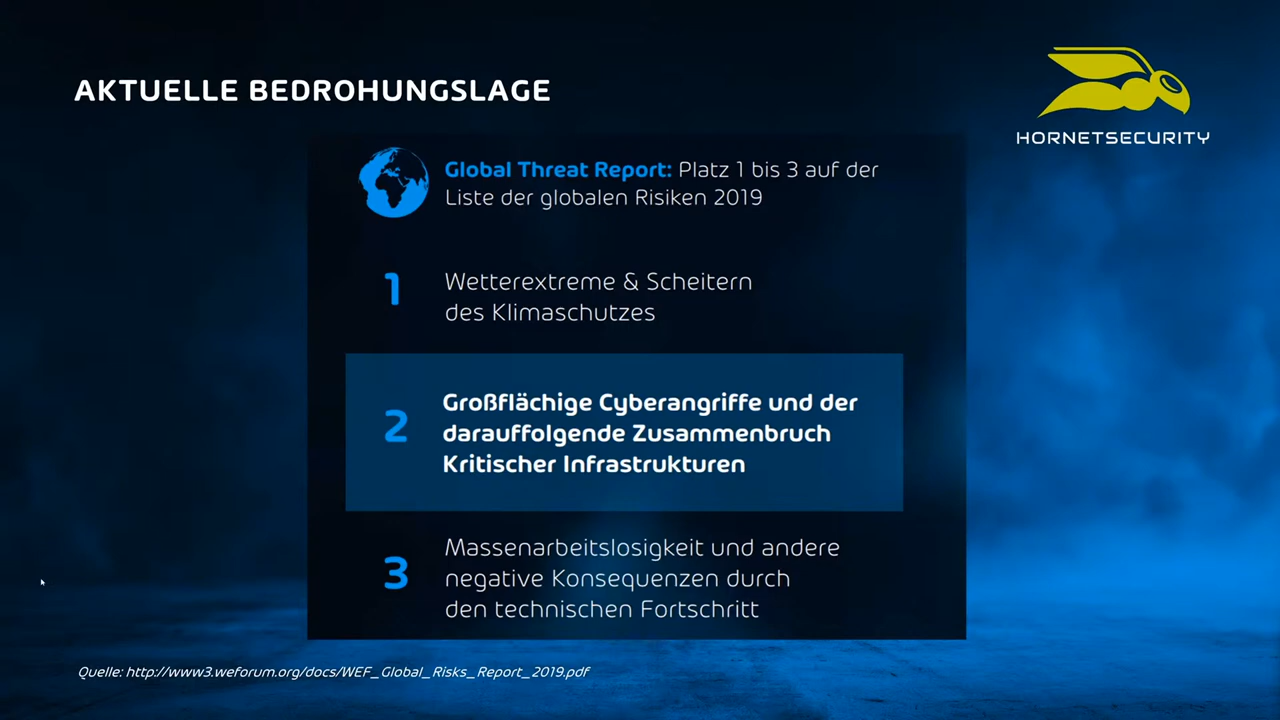 AKTUELLE BEDROHUNGSLAGE
HORNETSECURITY
Global Threat Report: Platz 1 bis 3 auf der
Liste der globalen Risiken 2019
1
Wetterextreme & Scheitern
des Klimaschutzes
2
Großflächige Cyberangriffe und der
darauffolgende Zusammenbruch
Kritischer Infrastrukturen
3
Massenarbeitslosigkeit und andere
negative Konsequenzen durch
den technischen Fortschritt
Quelle: http://www3.weforum.org/docs/WEF_Global_Risks_Report_2019.pdf